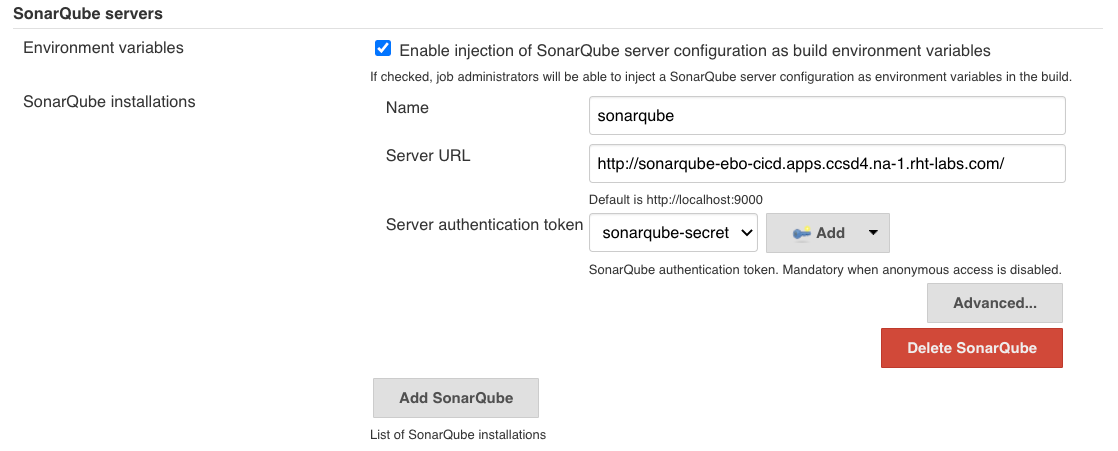 SonarQube servers
Environment variables
Enable injection of SonarQube server configuration as build environment variables
If checked, job administrators will be able to inject a SonarQube server configuration as environment variables in the build.
SonarQube installations
Name
sonarqube
Server URL
http://sonarqube-ebo-cicd.apps.ccsd4.na-1.rht-labs.com/
Default is http://localhost:9000
Server authentication token
sonarqube-secret
Add
SonarQube authentication token. Mandatory when anonymous access is disabled.
Advanced...
Delete SonarQube
Add SonarQube
List of SonarQube installations